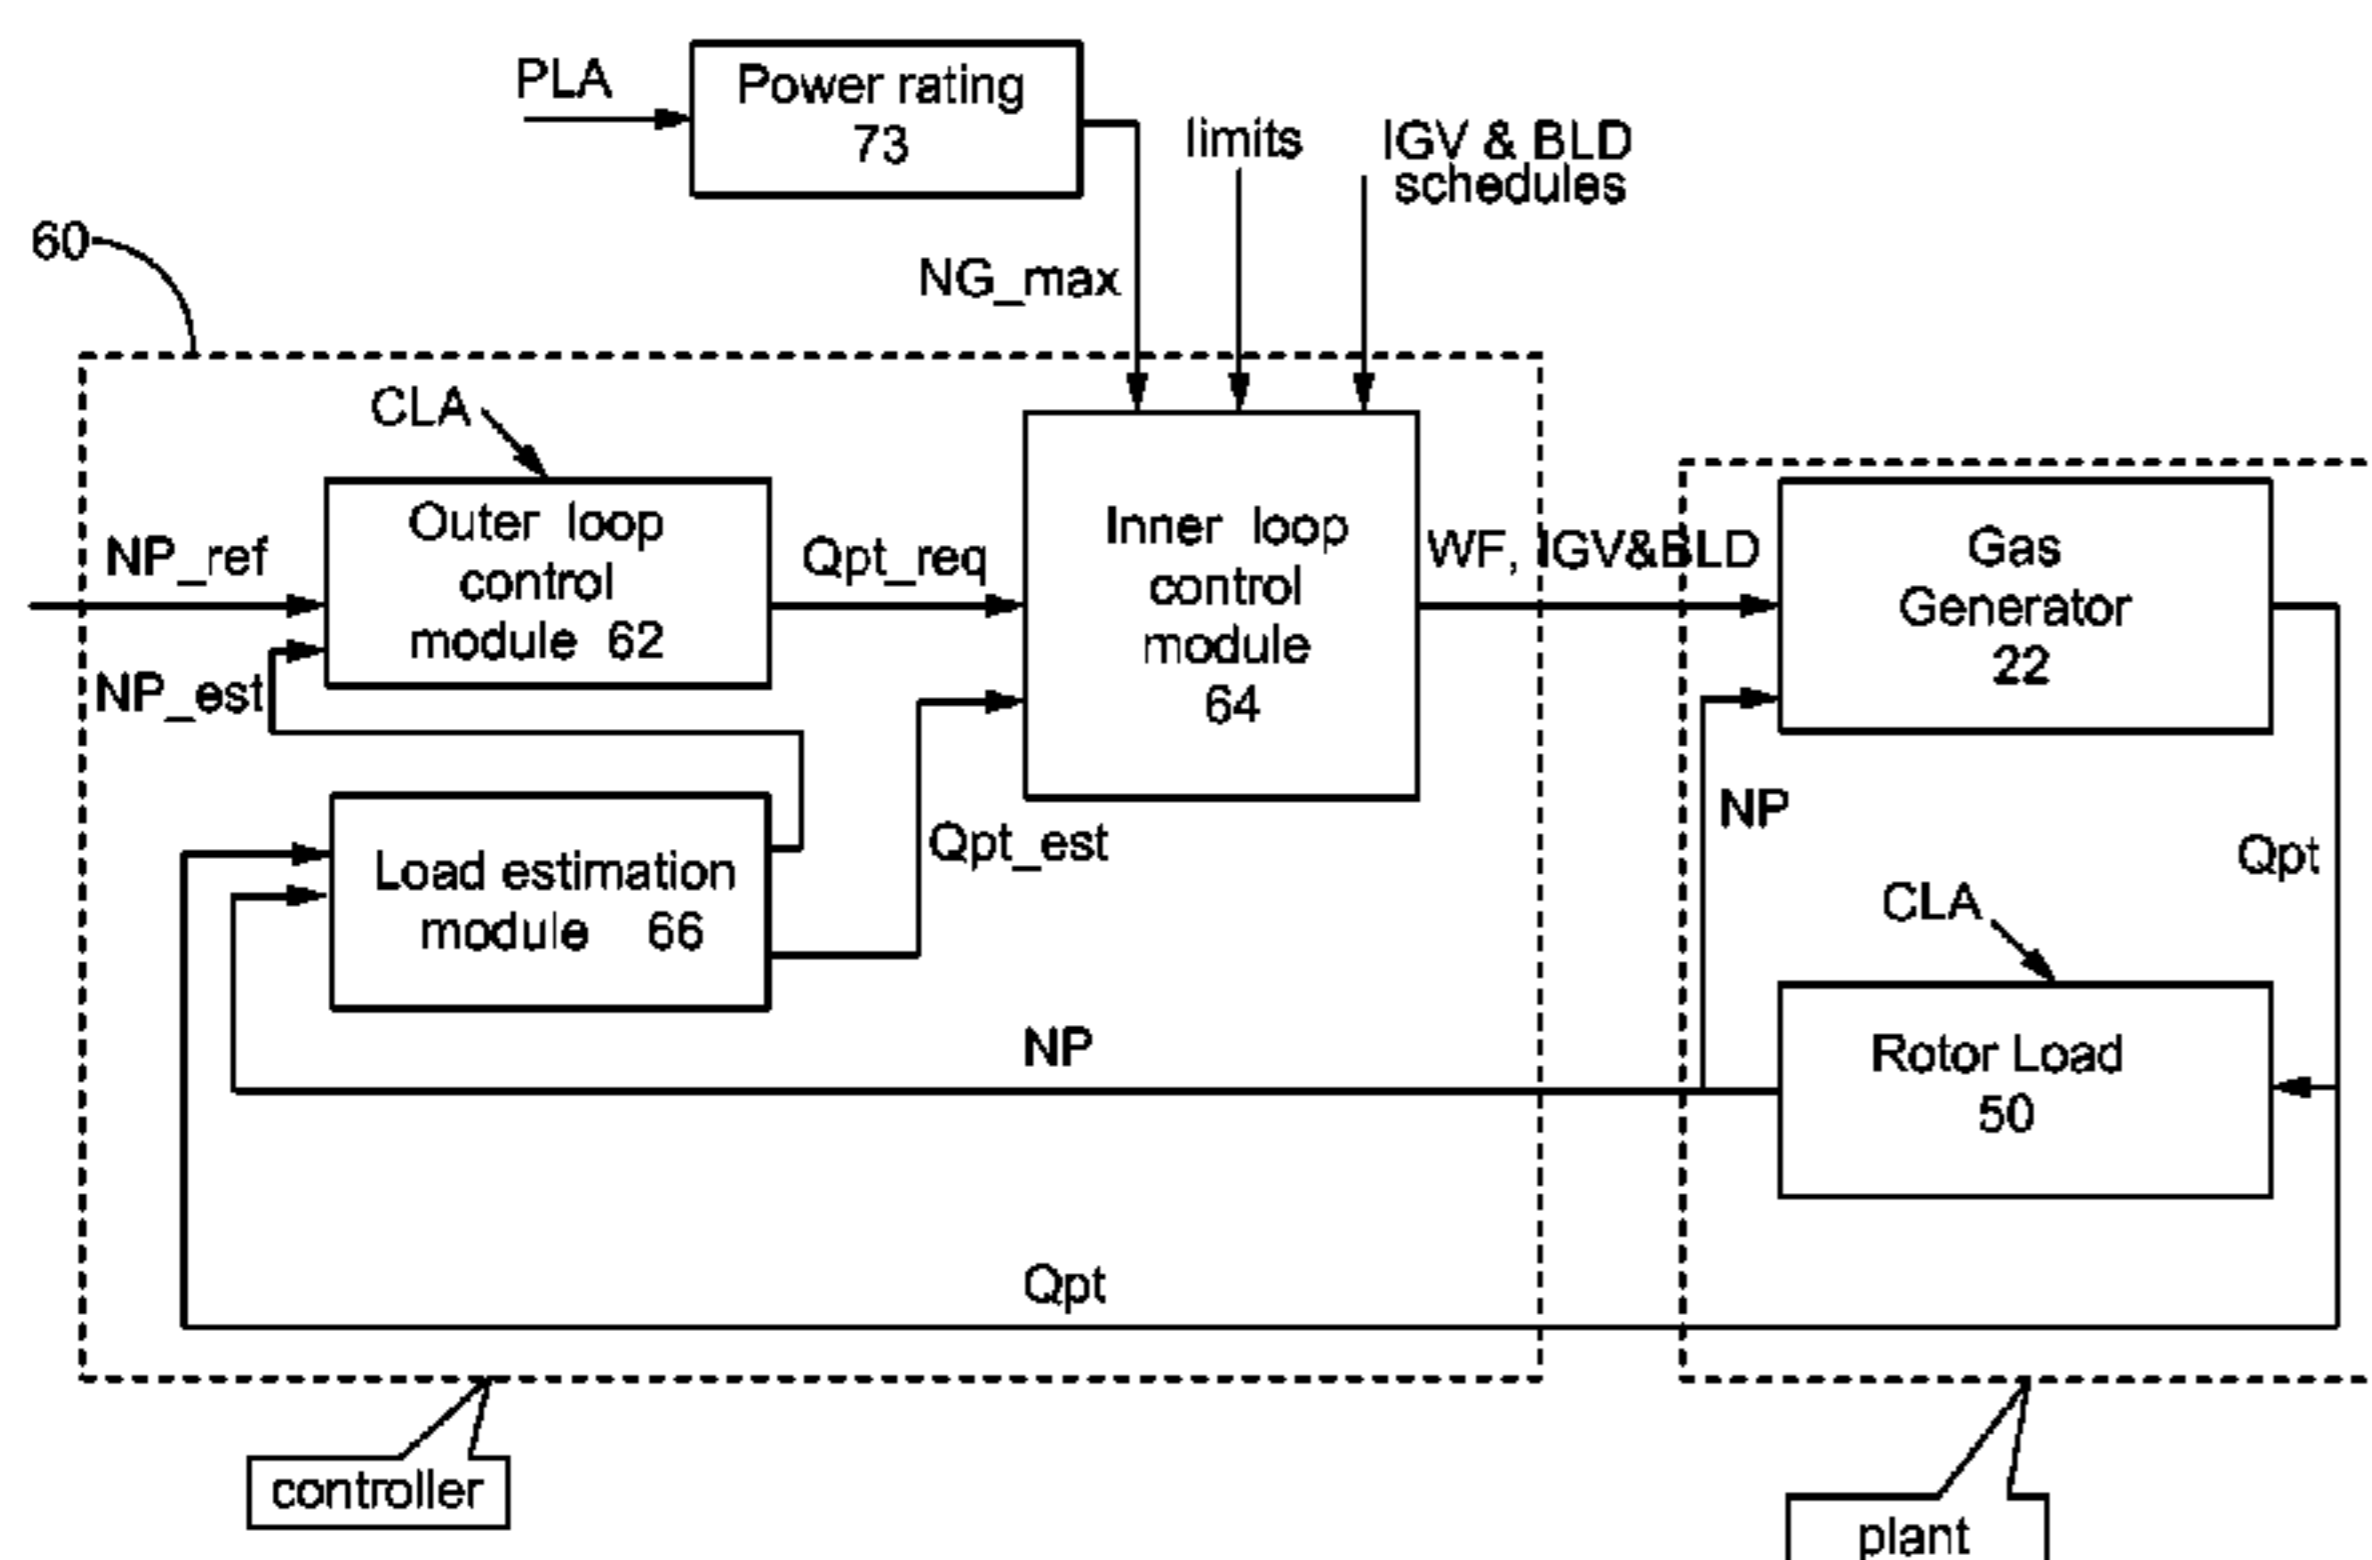 PLA
Power rating
73
limits
IGV & BLD
schedules
60
NG_max
CLA
Outer loop
control
module 62
NP_ref
NP_est
Qpt_req
Inner loop
control
module
64
WF, IGV&BLD
Gas
Generator
22
NP
Qpt
Load estimation
module 66
Qpt_est
CLA
Rotor Load
50
NP
Qpt
controller
plant